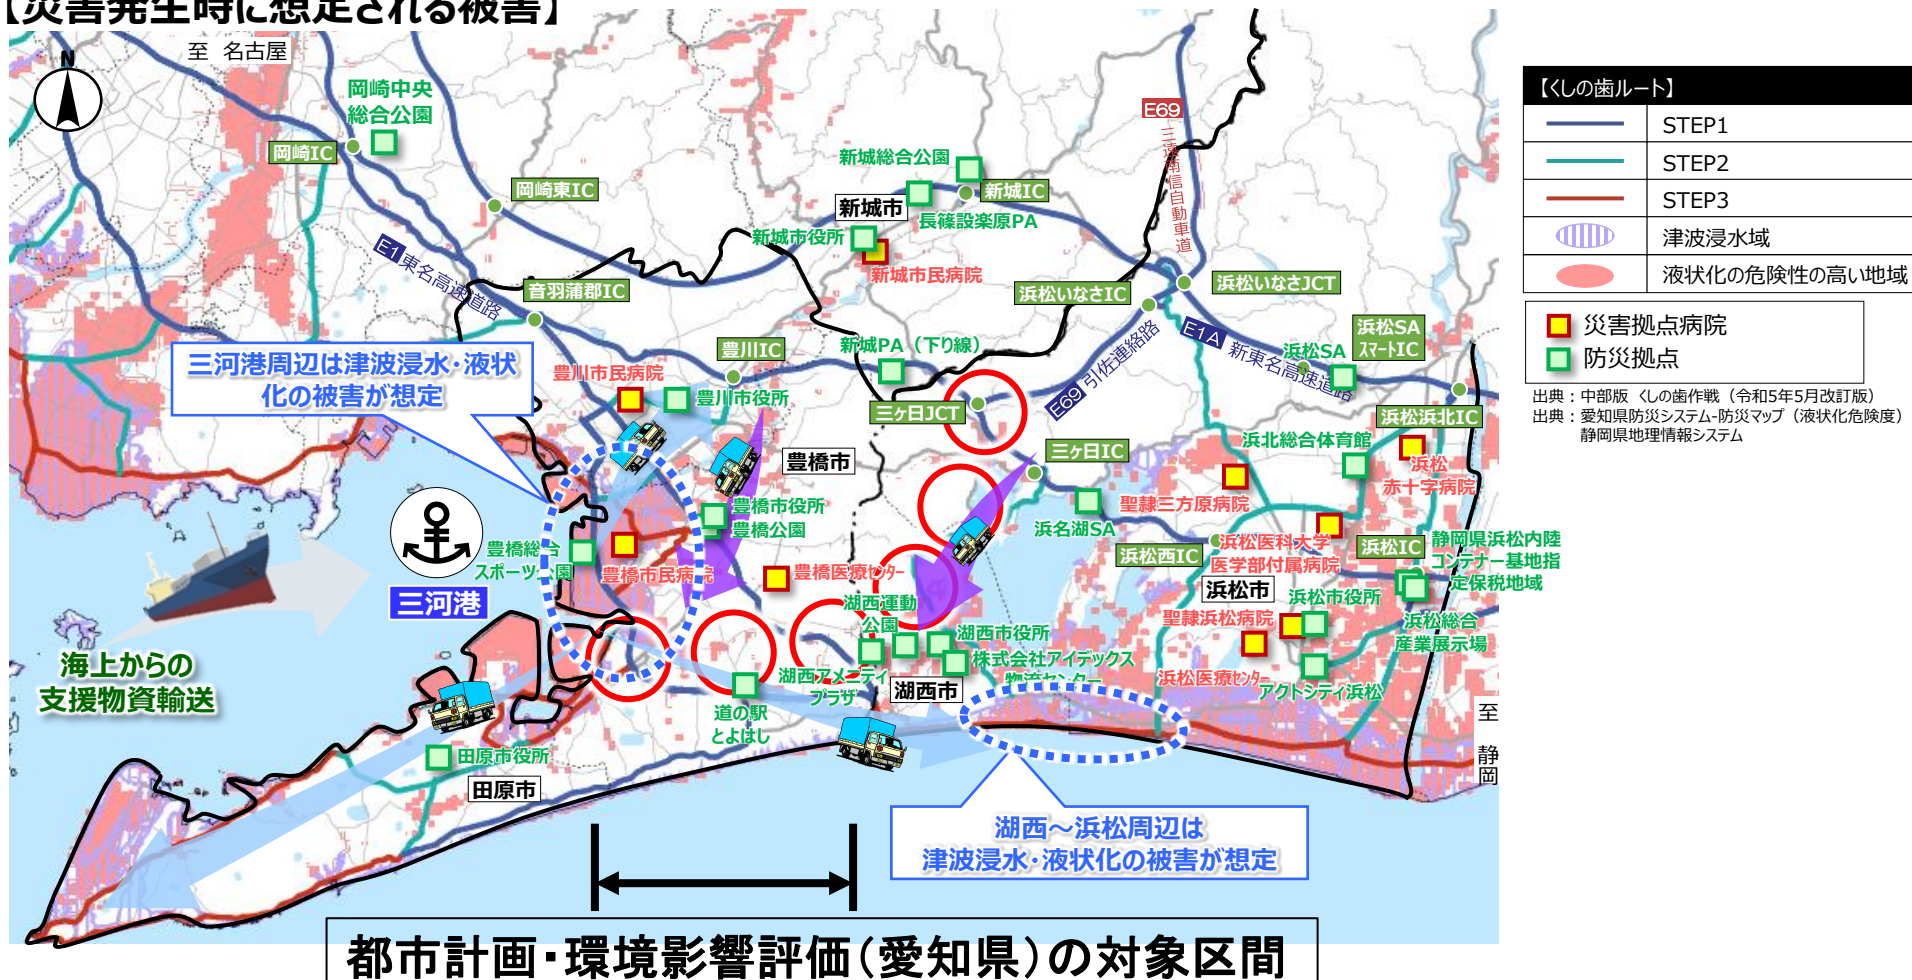 【災害発生時に想定される被害】
至 名古屋
N
岡崎中央
総合公園
岡崎IC
岡崎東IC
E1 東名高速道路
音羽蒲郡IC
新城総合公園
新城IC
新城市
長篠設楽原PA
新城市役所
新城市民病院
E69
三遠南信自動車道
浜松いなさIC
浜松いなさJCT
E1A 新東名高速道路
浜松SA
浜松SA
スマートIC
E69 引佐連絡路
三河港周辺は津波浸水・液状
化の被害が想定
豊川IC
豊川市民病院
豊川市役所
新城PA（下り線）
三ヶ日JCT
三ヶ日IC
浜松浜北IC
浜北総合体育館
浜松
赤十字病院
豊橋市
豊橋市役所
豊橋公園
聖隷三方原病院
浜名湖SA
浜松西IC
浜松医科大学
医学部付属病院
浜松IC
静岡県浜松内陸
コンテナー基地指
定保税地域
三河港
豊橋総合
スポーツ公園
豊橋市民病院
豊橋医療センター
湖西運動
公園
湖西市役所
株式会社アイデックス
物流センター
浜松市
浜松市役所
聖隷浜松病院
浜松総合
産業展示場
浜松医療センター
アクトシティ浜松
海上からの
支援物資輸送
湖西アメニティ
プラザ
湖西市
道の駅
とよはし
田原市役所
田原市
至 静岡
湖西～浜松周辺は
津波浸水・液状化の被害が想定
都市計画・環境影響評価（愛知県）の対象区間
【くしの歯ルート】
STEP1
STEP2
STEP3
津波浸水域
液状化の危険性の高い地域
災害拠点病院
防災拠点
出典：中部版 くしの歯作戦（令和5年5月改訂版）
出典：愛知県防災システム-防災マップ（液状化危険度）
静岡県地理情報システム